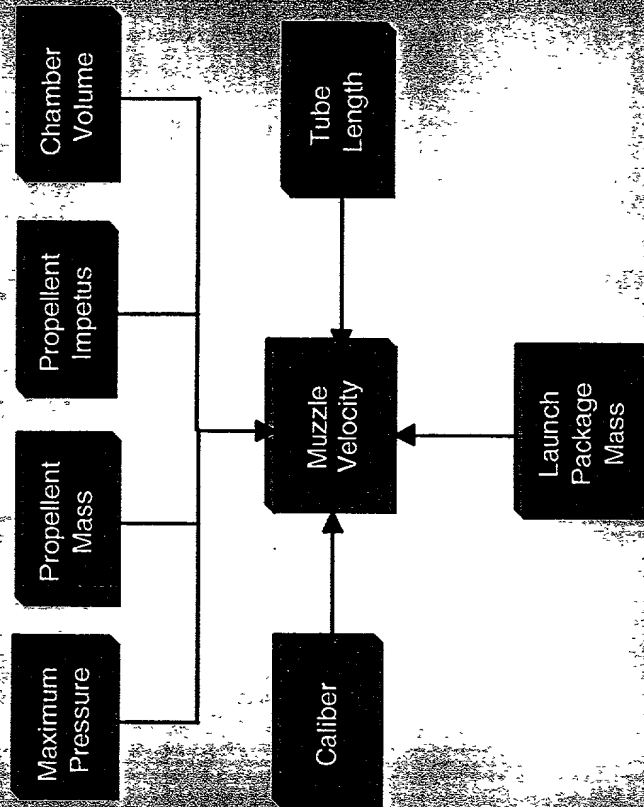 Maximum
Pressure
Propellent
Mass
Propellent
Impetus
Chamber
Volume
Caliber
Muzzle
Velocity
Tube
Length
Launch
Package
Mass